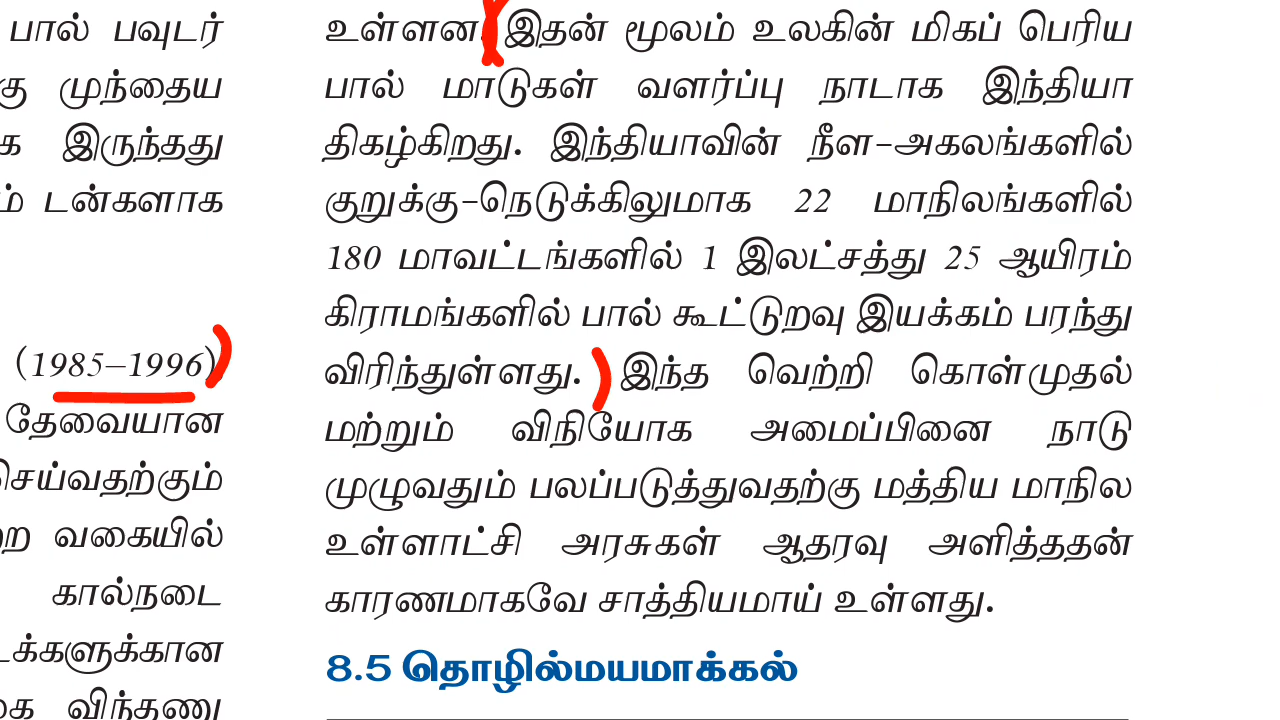 பால் பவுடர்
கு முந்தைய
க இருந்தது
ம் டன்களாக
(1985–1996)
தேவையான
செய்வதற்கும்
ற வகையில்
கால்நடை
டக்களுக்கான
கை விந்தணு
உள்ளன. இதன் மூலம் உலகின் மிகப் பெரிய
பால் மாடுகள் வளர்ப்பு நாடாக இந்தியா
திகழ்கிறது. இந்தியாவின் நீள-அகலங்களில்
குறுக்கு-நெடுக்கிலுமாக 22 மாநிலங்களில்
180 மாவட்டங்களில் 1 இலட்சத்து 25 ஆயிரம்
கிராமங்களில் பால் கூட்டுறவு இயக்கம் பரந்து
விரிந்துள்ளது. இந்த வெற்றி கொள்முதல்
மற்றும் விநியோக அமைப்பினை நாடு
முழுவதும் பலப்படுத்துவதற்கு மத்திய மாநில
உள்ளாட்சி அரசுகள் ஆதரவு அளித்ததன்
காரணமாகவே சாத்தியமாய் உள்ளது.
8.5 தொழில்மயமாக்கல்